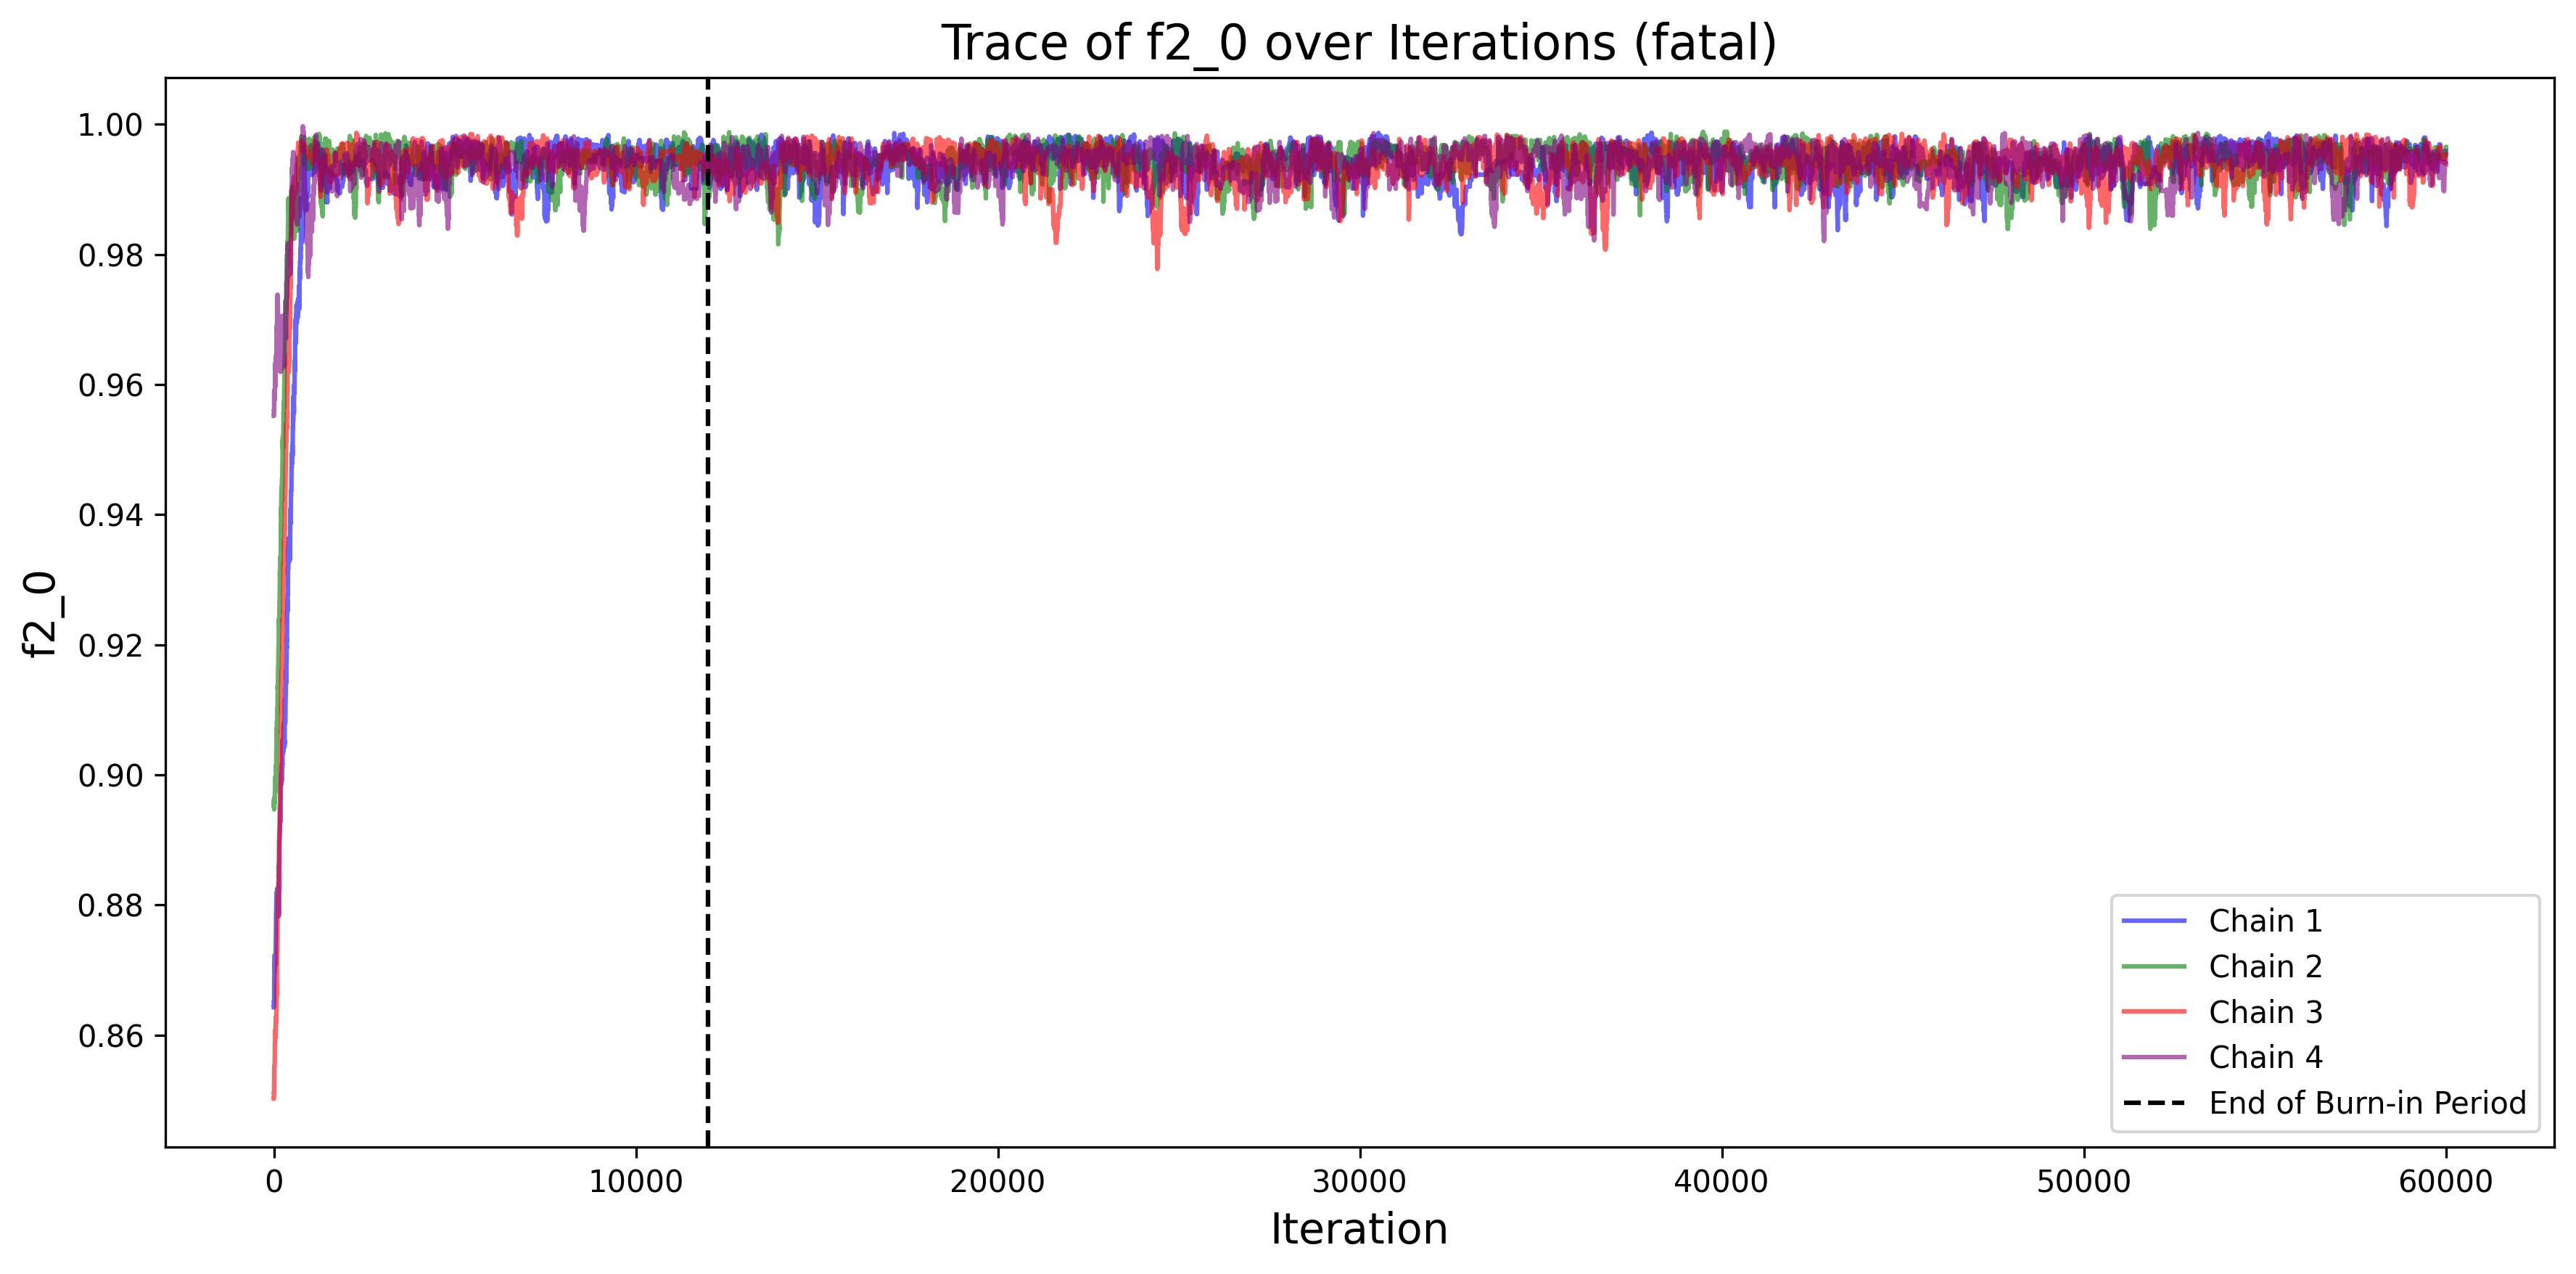 Trace of f2_0 over Iterations (fatal)
f2_0
1.00
0.98
0.96
0.94
0.92
0.90
0.88
0.86
0
10000
20000
30000
40000
50000
60000
Iteration
Chain 1
Chain 2
Chain 3
Chain 4
End of Burn-in Period